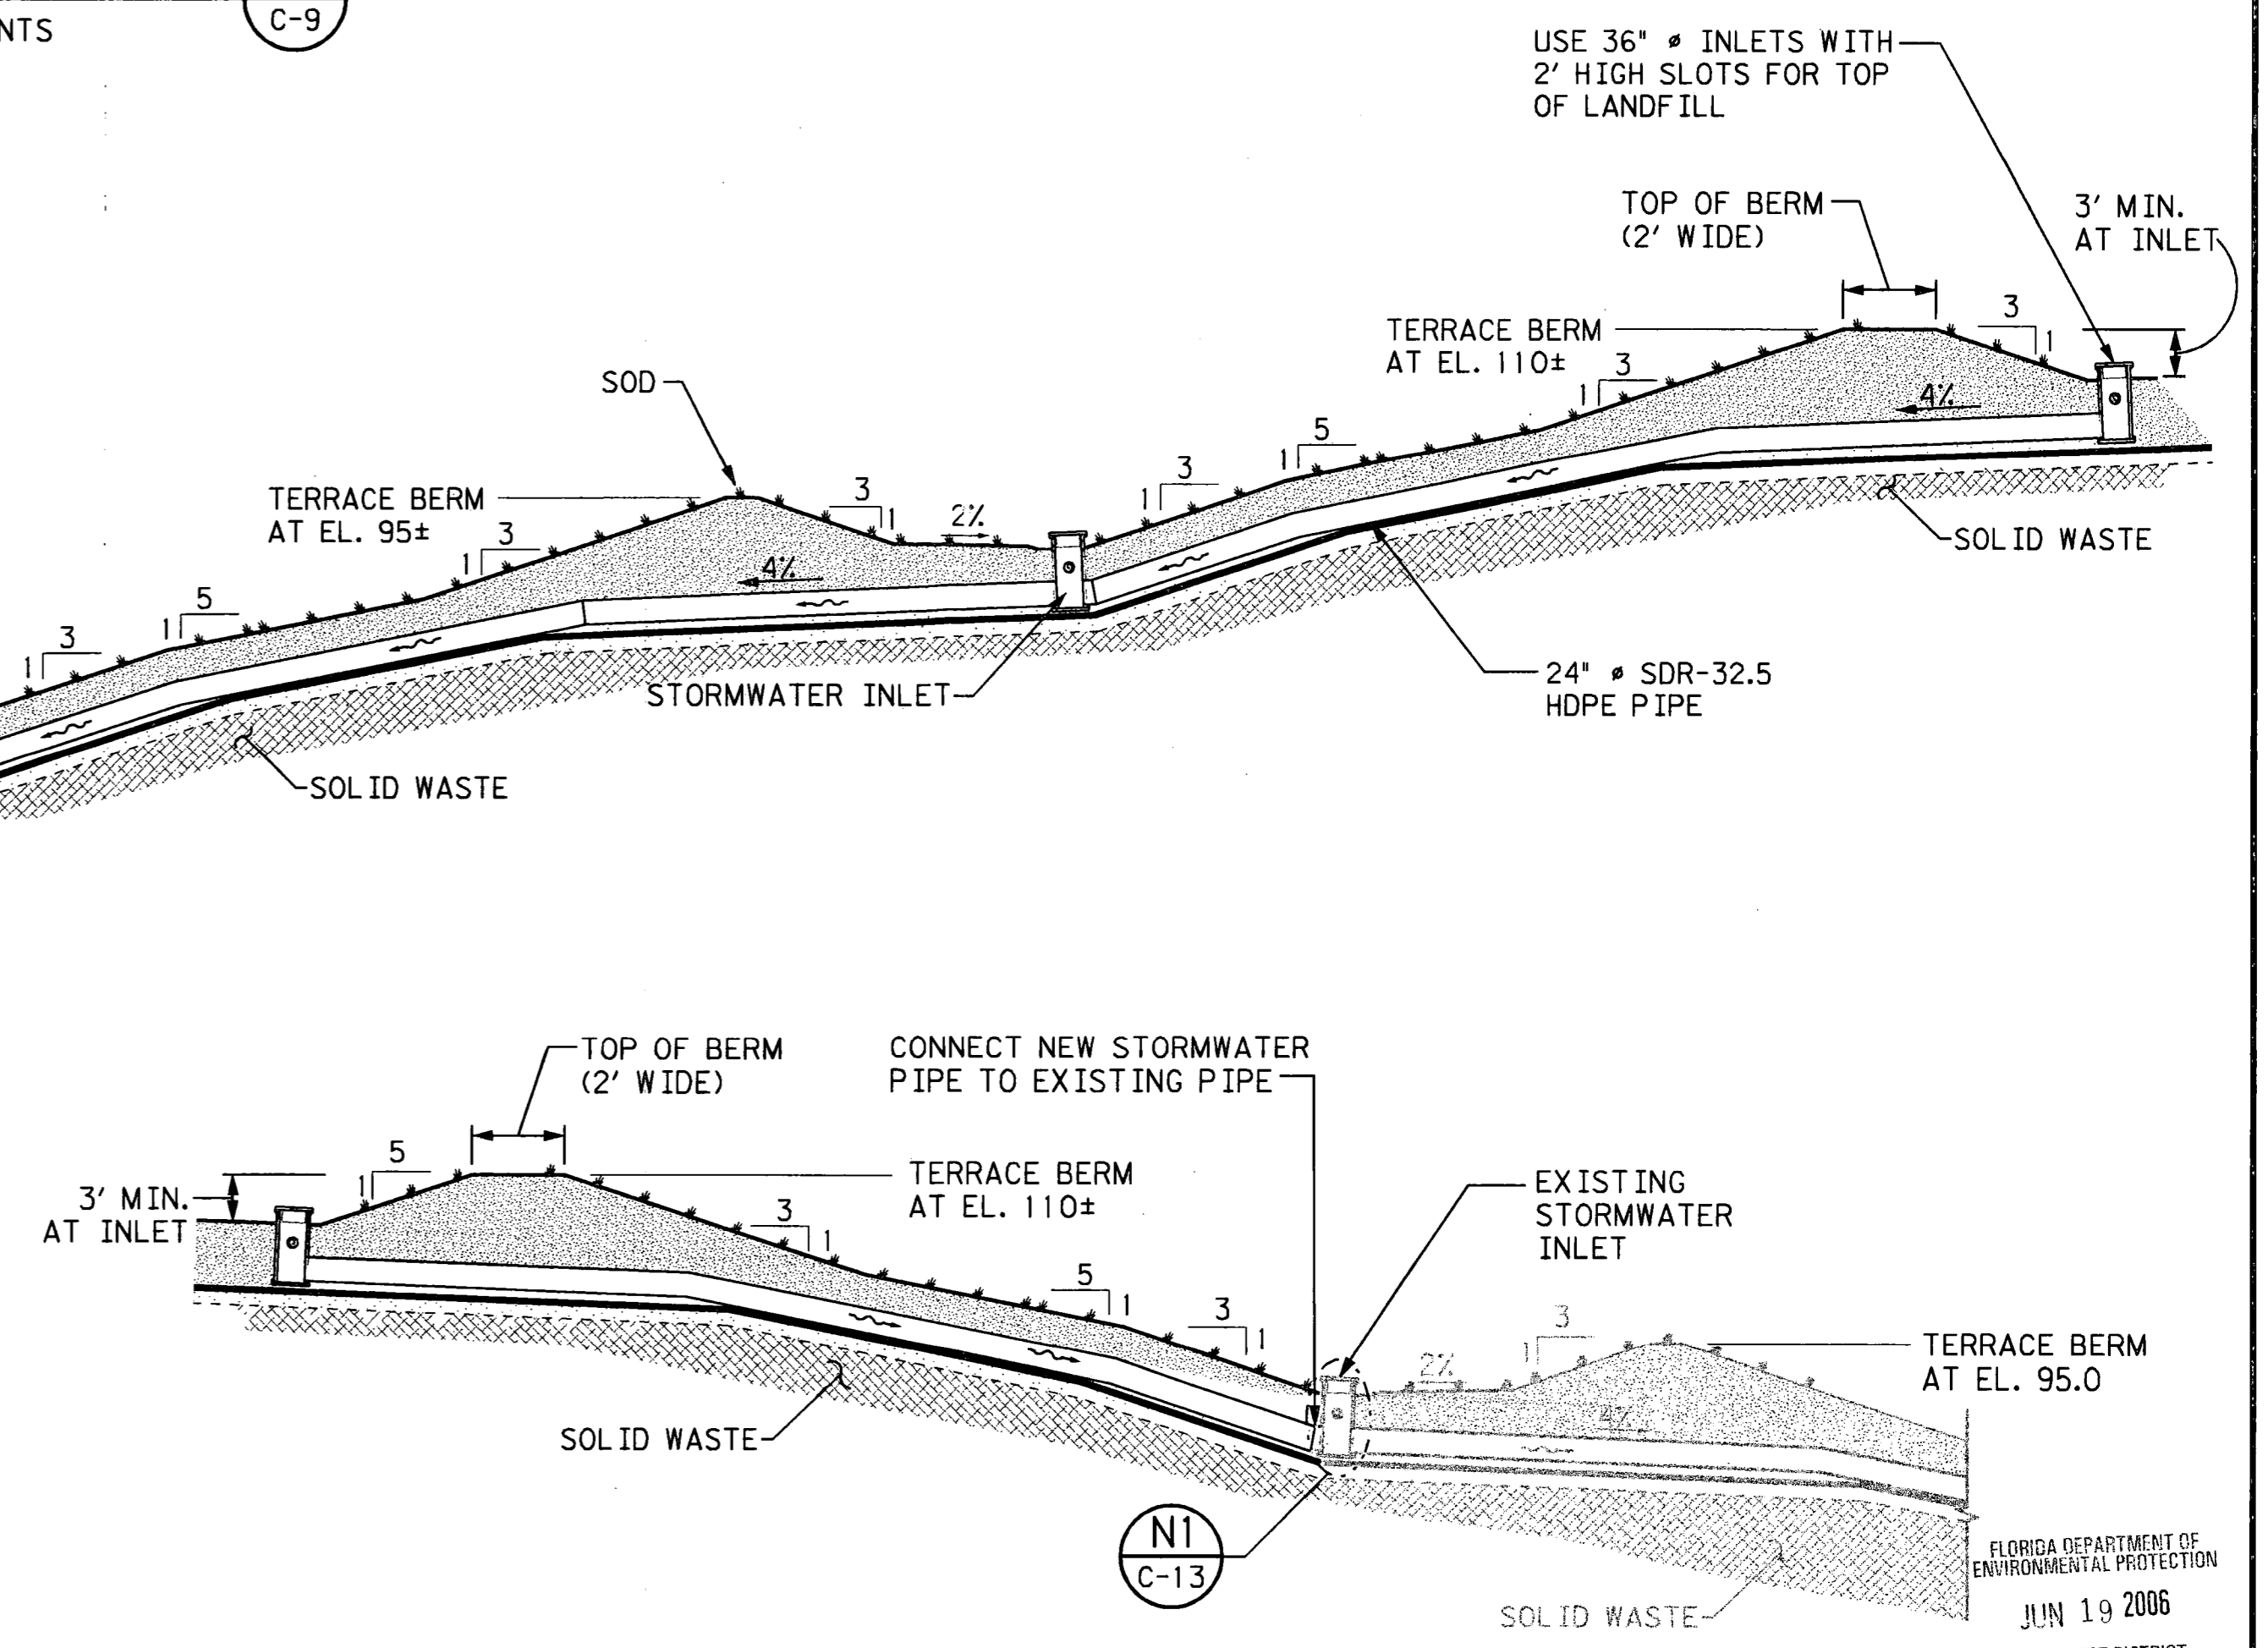 C-9
NTS
USE 36" ø INLETS WITH
2' HIGH SLOTS FOR TOP
OF LANDFILL
TOP OF BERM
(2' WIDE)
3' MIN.
AT INLET
3
1
TERRACE BERM
AT EL. 110±
3
1
4%
SOD
5
1
3
1
SOLID WASTE
TERRACE BERM
AT EL. 95±
3
1
2%
3
1
4%
5
1
3
1
STORMWATER INLET
24" ø SDR-32.5
HDPE PIPE
SOLID WASTE
TOP OF BERM
(2' WIDE)
CONNECT NEW STORMWATER
PIPE TO EXISTING PIPE
5
1
3' MIN.
AT INLET
TERRACE BERM
AT EL. 110±
3
1
EXISTING
STORMWATER
INLET
5
1
3
1
3
1
2%
TERRACE BERM
AT EL. 95.0
4%
SOLID WASTE
N1
C-13
SOLID WASTE
FLORIDA DEPARTMENT OF
ENVIRONMENTAL PROTECTION
JUN 19 2006